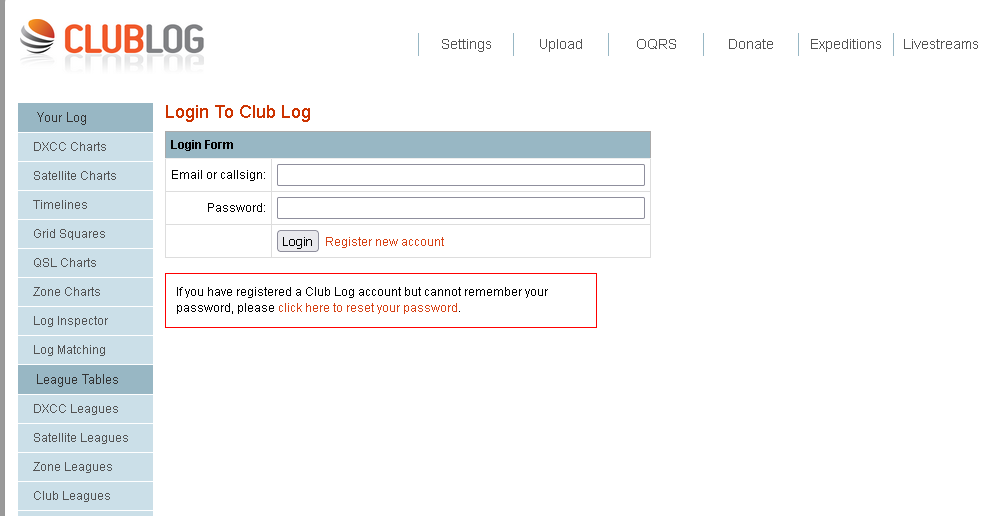 CLUBLOG
Settings
Upload
OQRS
Donate
Expeditions
Livestreams
Your Log
DXCC Charts
Satellite Charts
Timelines
Grid Squares
QSL Charts
Zone Charts
Log Inspector
Log Matching
League Tables
DXCC Leagues
Satellite Leagues
Zone Leagues
Club Leagues
Login To Club Log
Login Form
Email or callsign:
Password:
Login Register new account
If you have registered a Club Log account but cannot remember your
password, please click here to reset your password.